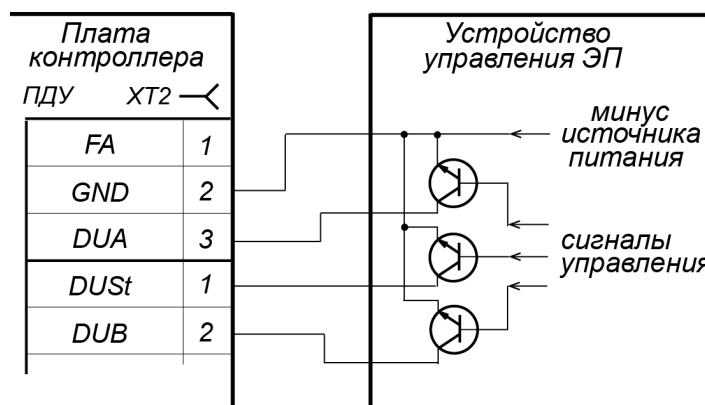 Плата
контроллера
ПДУ XT2
FA 1
GND 2
DUA 3
DUSt 1
DUB 2
Устройство
управления ЭП
минус
источника
питания
сигналы
управления